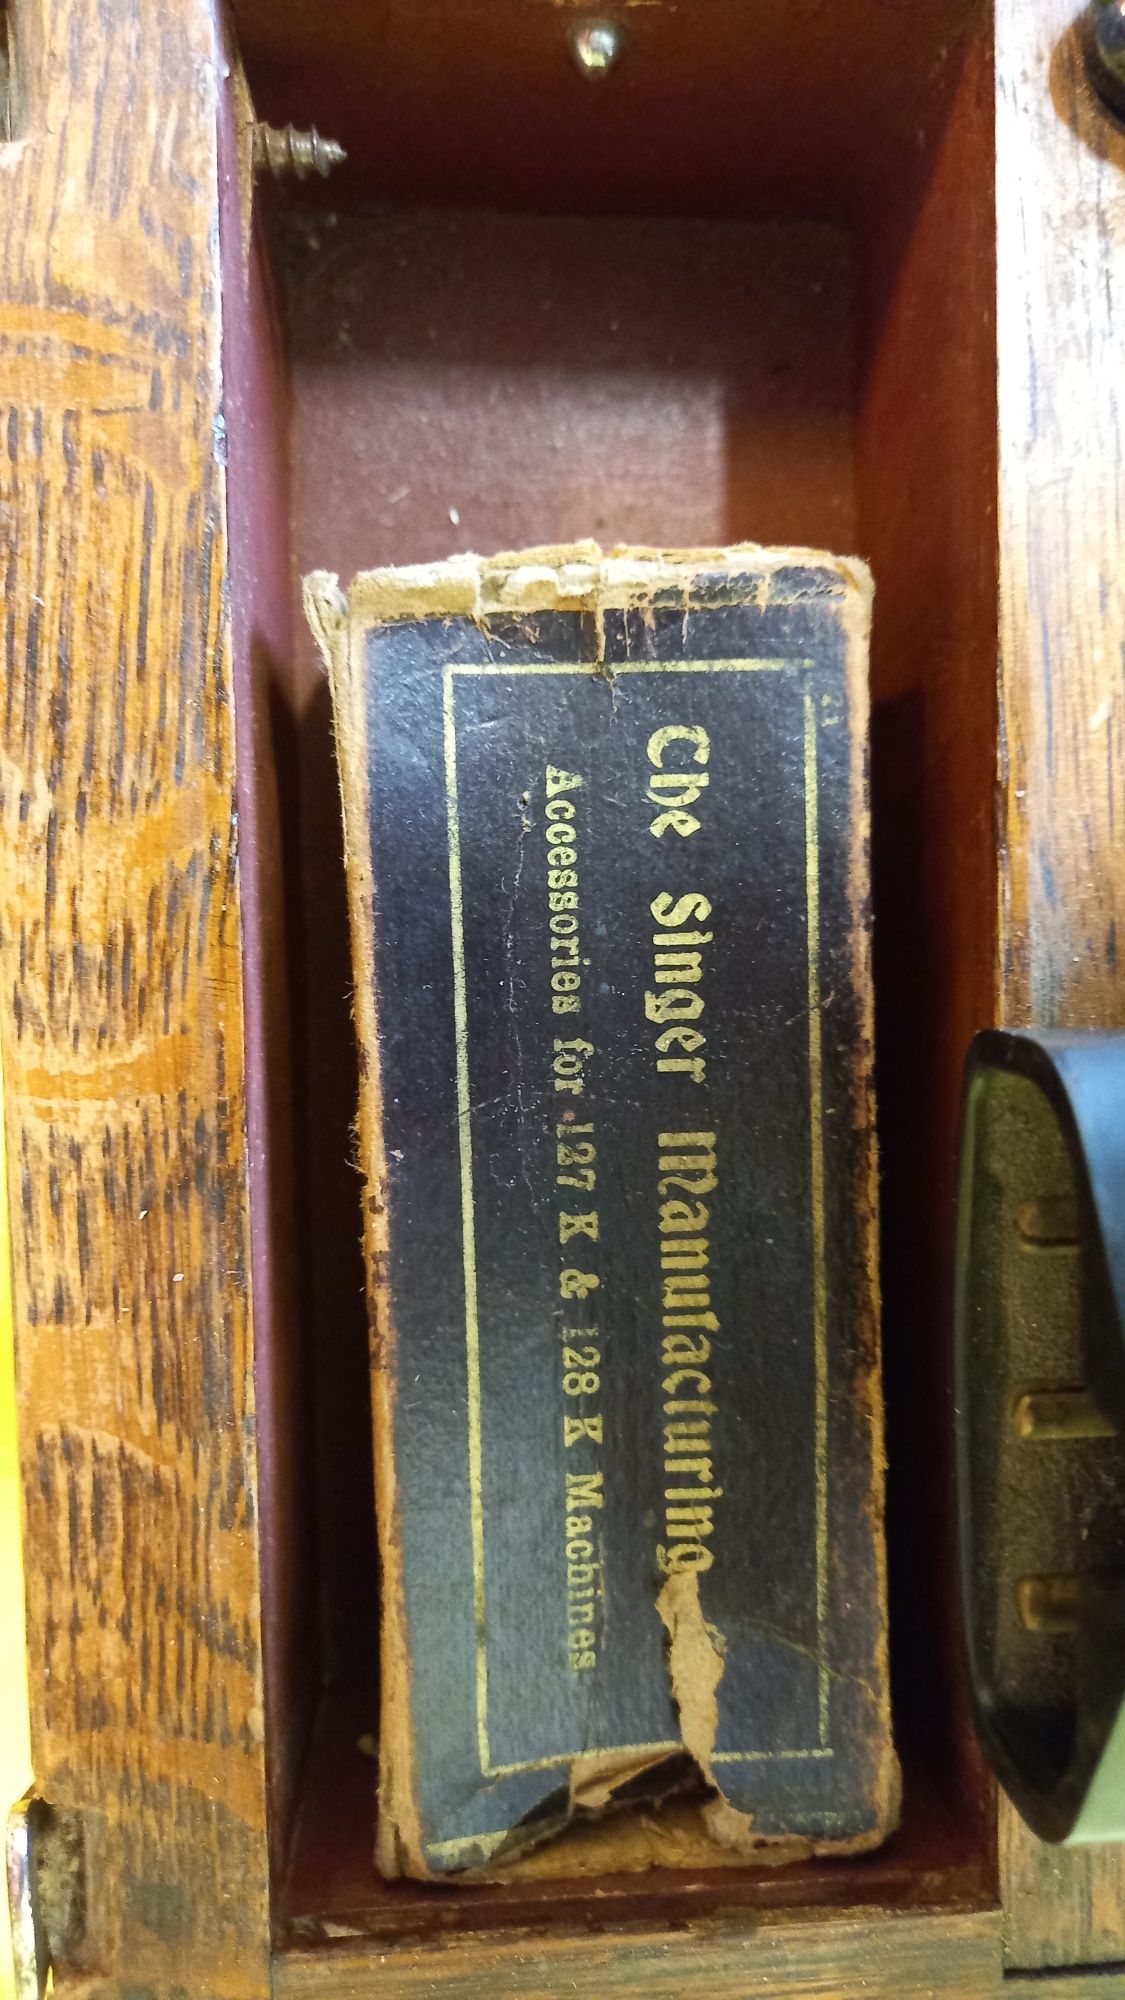 The Singer Manufacturing
Accessories for 127 K & 128 K Machines